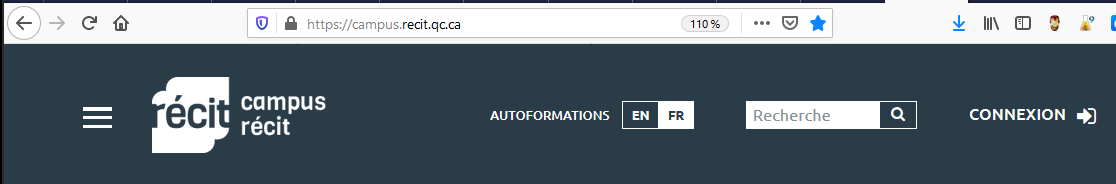 https://campus.recit.qc.ca 110 %
récit campus récit
AUTOFORMATIONS EN FR Recherche CONNEXION